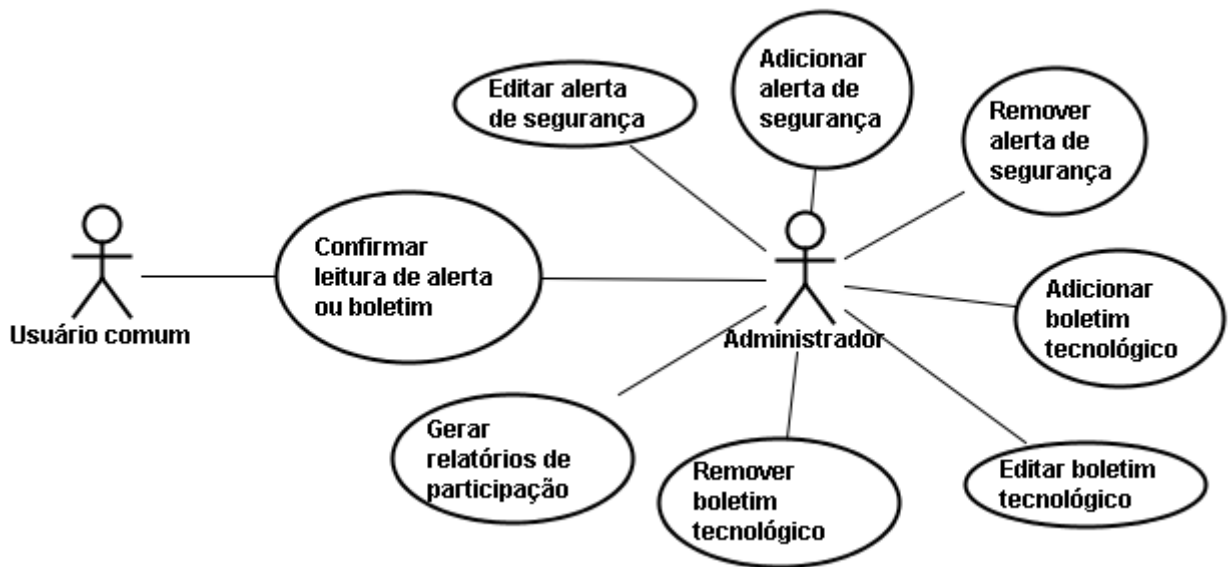 Adicionar
alerta de
segurança
Editar alerta
de segurança
Remover
alerta de
segurança
Confirmar
leitura de alerta
ou boletim
Usuário comum
Administrador
Adicionar
boletim
tecnológico
Gerar
relatórios de
participação
Remover
boletim
tecnológico
Editar boletim
tecnológico